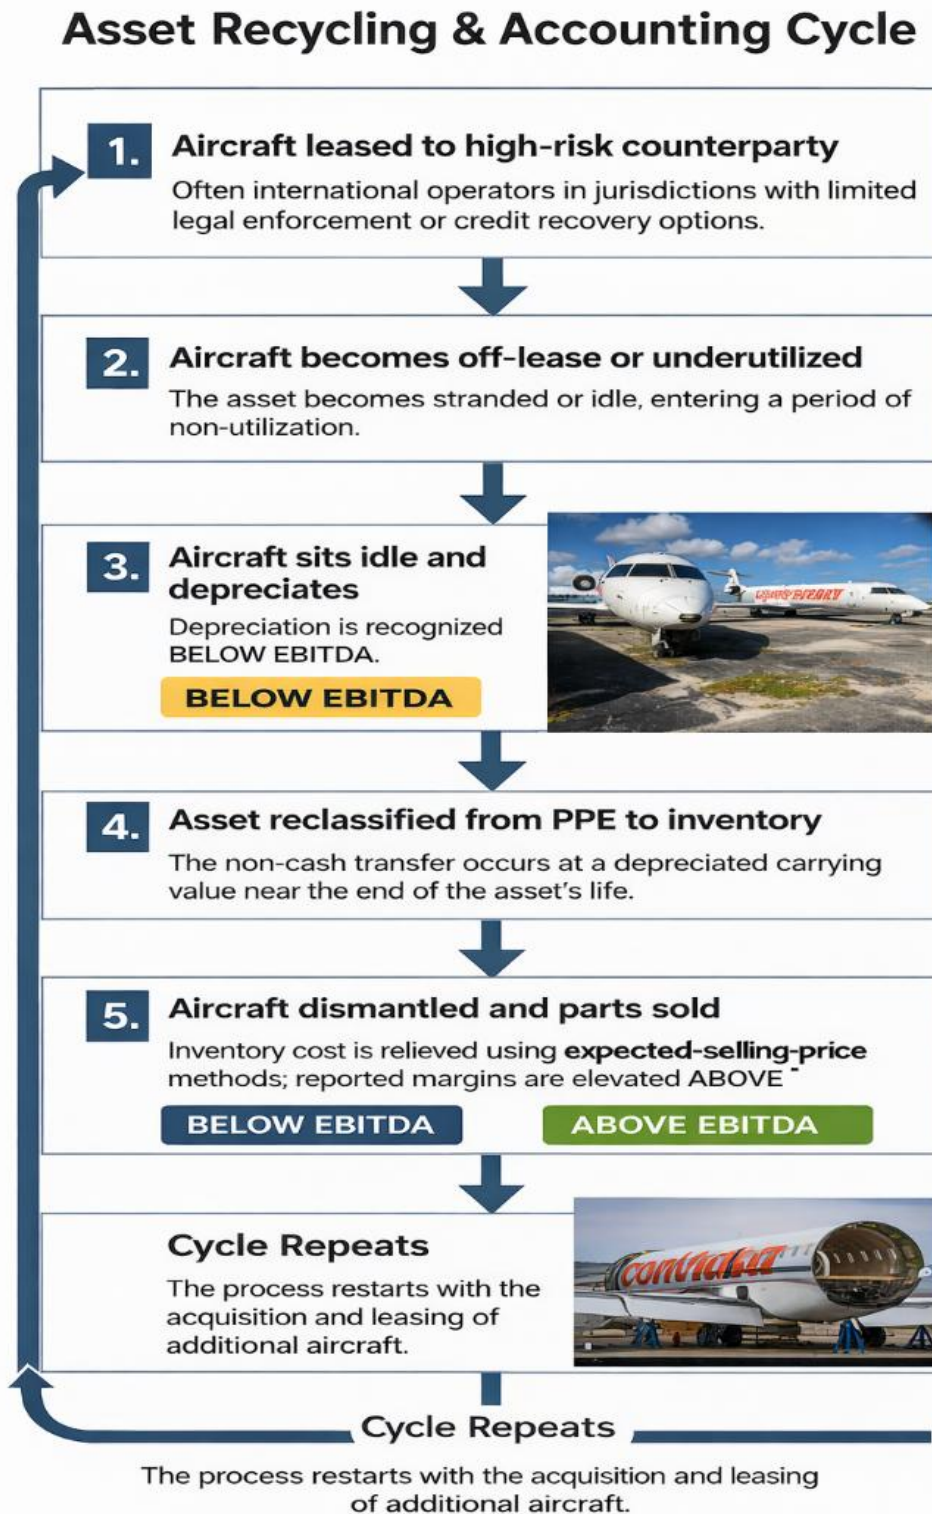 Asset Recycling & Accounting Cycle
1.
Aircraft leased to high-risk counterparty
Often international operators in jurisdictions with limited
legal enforcement or credit recovery options.
2.
Aircraft becomes off-lease or underutilized
The asset becomes stranded or idle, entering a period of
non-utilization.
3.
Aircraft sits idle and
depreciates
Depreciation is recognized
BELOW EBITDA.
BELOW EBITDA
4.
Asset reclassified from PPE to inventory
The non-cash transfer occurs at a depreciated carrying
value near the end of the asset's life.
5.
Aircraft dismantled and parts sold
Inventory cost is relieved using expected-selling-price
methods; reported margins are elevated ABOVE -
BELOW EBITDA
ABOVE EBITDA
Cycle Repeats
The process restarts with the
acquisition and leasing of
additional aircraft.
Cycle Repeats
The process restarts with the acquisition and leasing
of additional aircraft.